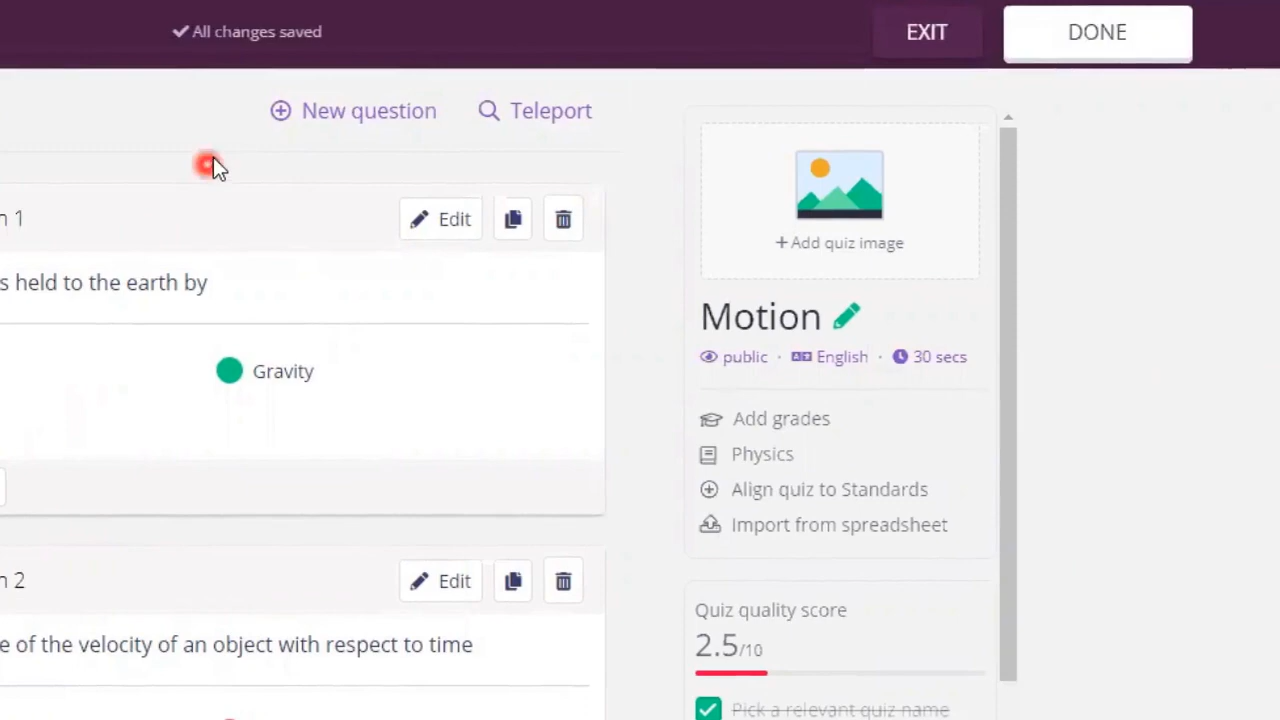 All changes saved
EXIT
DONE
New question
Teleport
n 1
Edit
s held to the earth by
Gravity
n 2
Edit
e of the velocity of an object with respect to time
+ Add quiz image
Motion
public · English · 30 secs
Add grades
Physics
Align quiz to Standards
Import from spreadsheet
Quiz quality score
2.5/10
Pick a relevant quiz name